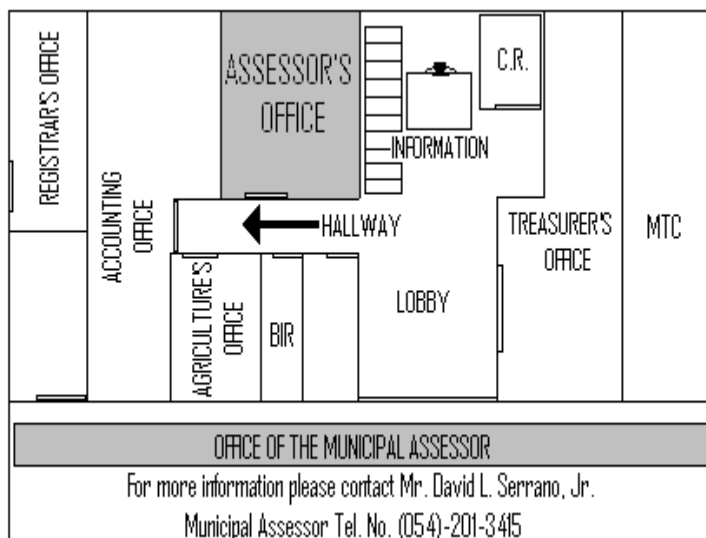 REGISTRAR'S OFFICE
ACCOUNTING
OFFICE
ASSESSOR'S
OFFICE
C.R.
INFORMATION
HALLWAY
TREASURER'S
OFFICE
MTC
AGRICULTURE'S
OFFICE
BIR
LOBBY
OFFICE OF THE MUNICIPAL ASSESSOR
For more information please contact Mr. David L. Serrano, Jr.
Municipal Assessor Tel. No. (054)-201-3415